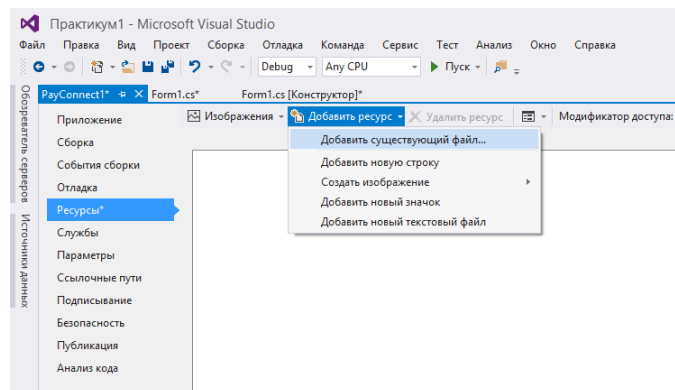 Практикум1 - Microsoft Visual Studio
Файл Правка Вид Проект Сборка Отладка Команда Сервис Тест Анализ Окно Справка
Debug Any CPU Пуск
PayConnect1* Form1.cs* Form1.cs [Конструктор]*
Обозреватель серверов
Источники данных
Изображения Добавить ресурс Удалить ресурс Модификатор доступа:
Приложение
Сборка
События сборки
Отладка
Ресурсы*
Службы
Параметры
Ссылочные пути
Подписывание
Безопасность
Публикация
Анализ кода
Добавить существующий файл...
Добавить новую строку
Создать изображение
Добавить новый значок
Добавить новый текстовый файл